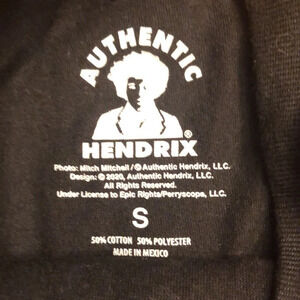 AUTHENTIC
HENDRIX®
Photo: Mitch Mitchell / © Authentic Hendrix, LLC.
Design: © 2020, Authentic Hendrix, LLC.
All Rights Reserved.
Under License to Epic Rights/Perryscope, LLC.
S
50% COTTON 50% POLYESTER
MADE IN MEXICO